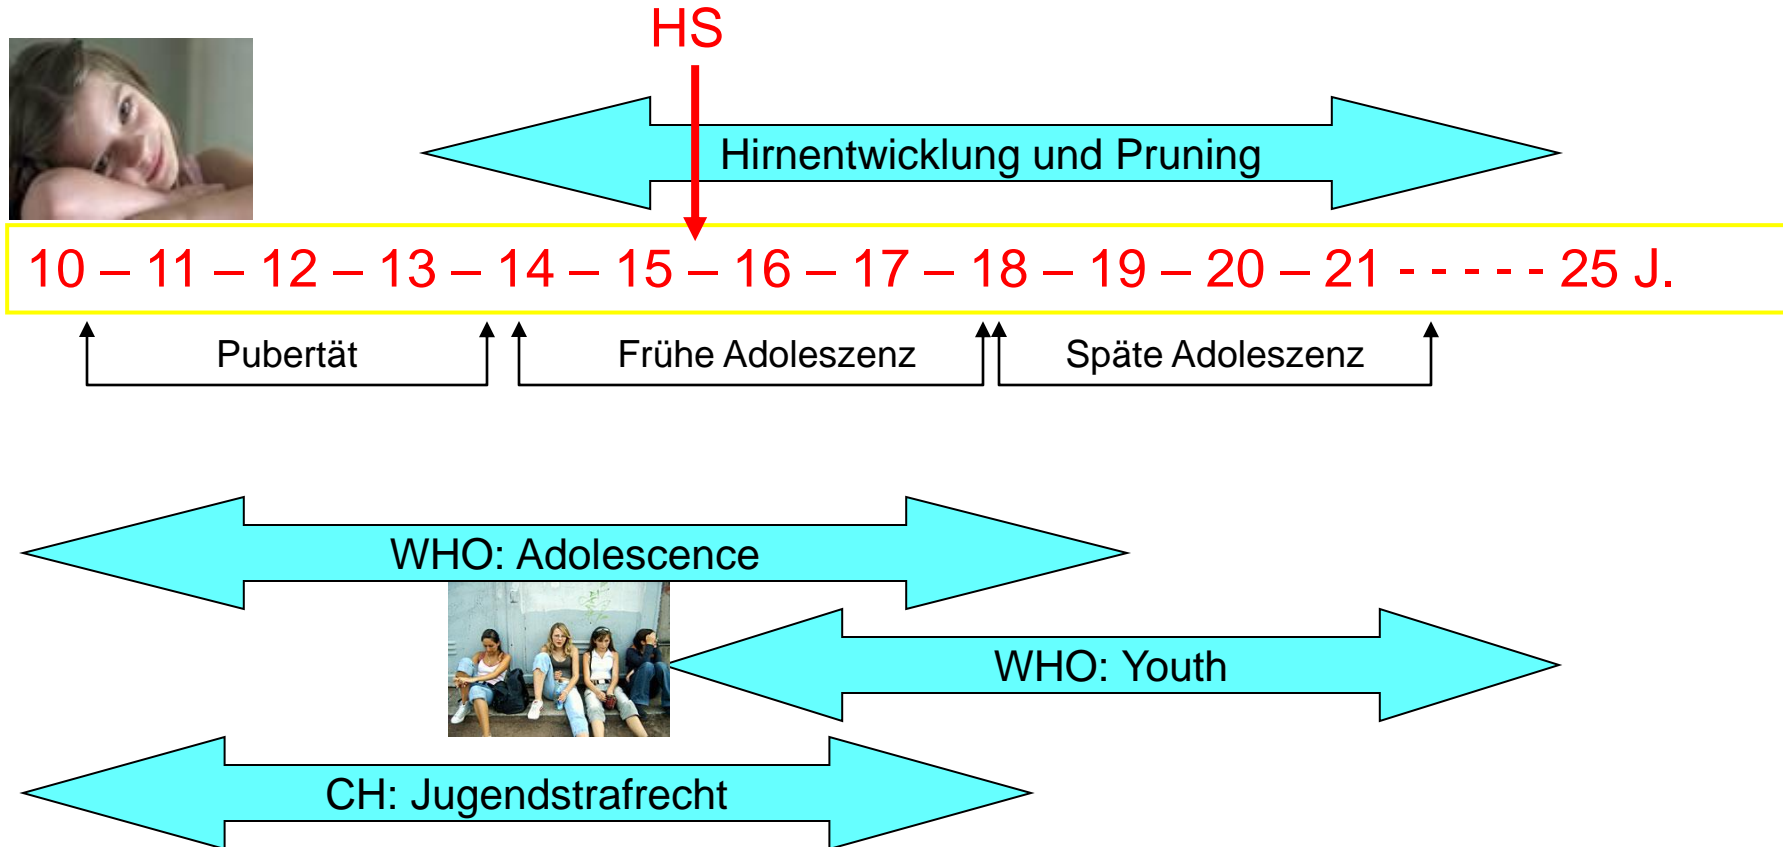 HS
Hirnentwicklung und Pruning
10 – 11 – 12 – 13 – 14 – 15 – 16 – 17 – 18 – 19 – 20 – 21 - - - - - 25 J.
Pubertät
Frühe Adoleszenz
Späte Adoleszenz
WHO: Adolescence
WHO: Youth
CH: Jugendstrafrecht